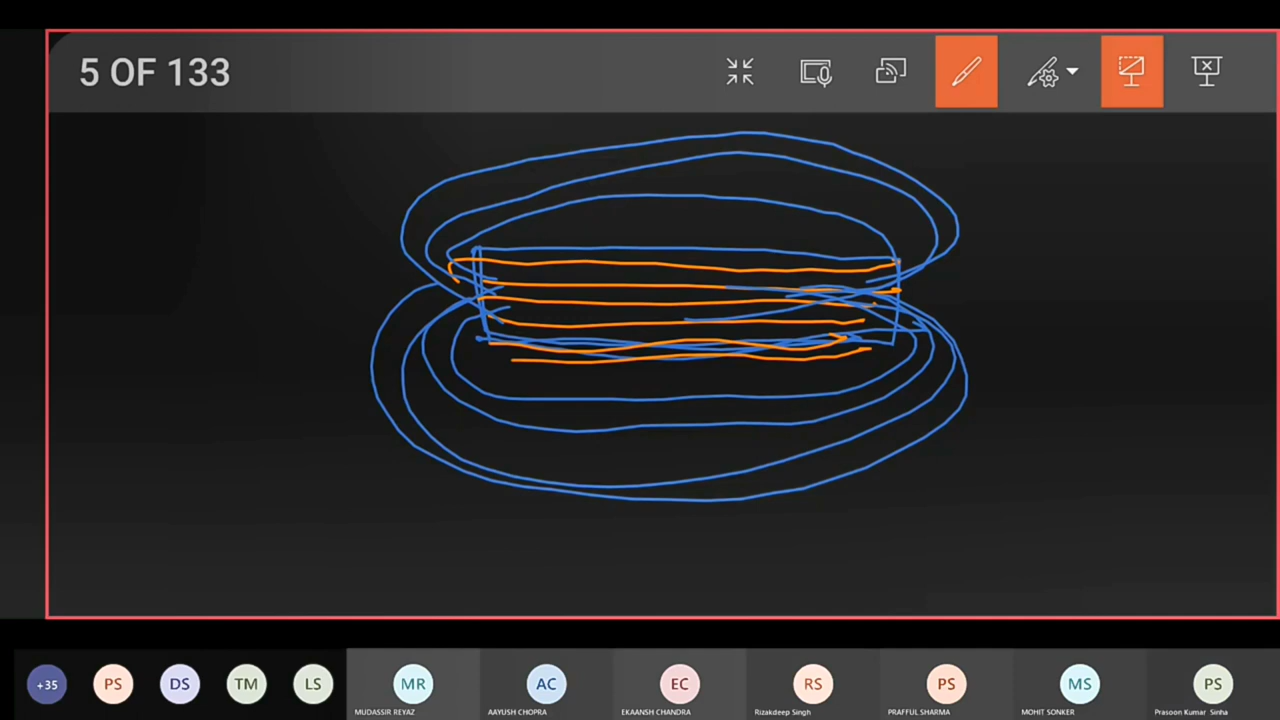 5 OF 133
+35
PS
DS
TM
LS
MR
AC
EC
RS
PS
MS
PS
MUDASSIR REYAZ
AAYUSH CHOPRA
EKAANSH CHANDRA
Rizakdeep Singh
PRAFFUL SHARMA
MOHIT SONKER
Prasoon Kumar Sinha